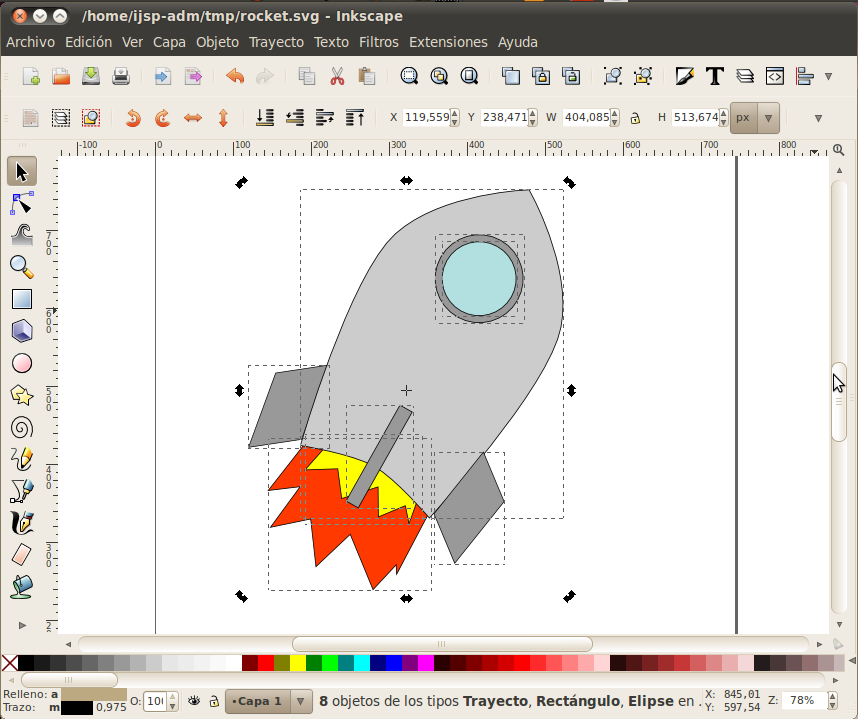 /home/ijsp-adm/tmp/rocket.svg - Inkscape
Archivo Edición Ver Capa Objeto Trayecto Texto Filtros Extensiones Ayuda
X 119,559 Y 238,471 W 404,085 H 513,674 px
-100 0 100 200 300 400 500 600 700 800
700
600
500
400
300
2
Relleno: a O: 10 •Capa 1 8 objetos de los tipos Trayecto, Rectángulo, Elipse en . X: 845,01 Z: 78%
Trazo: m 0,975 Y: 597,54